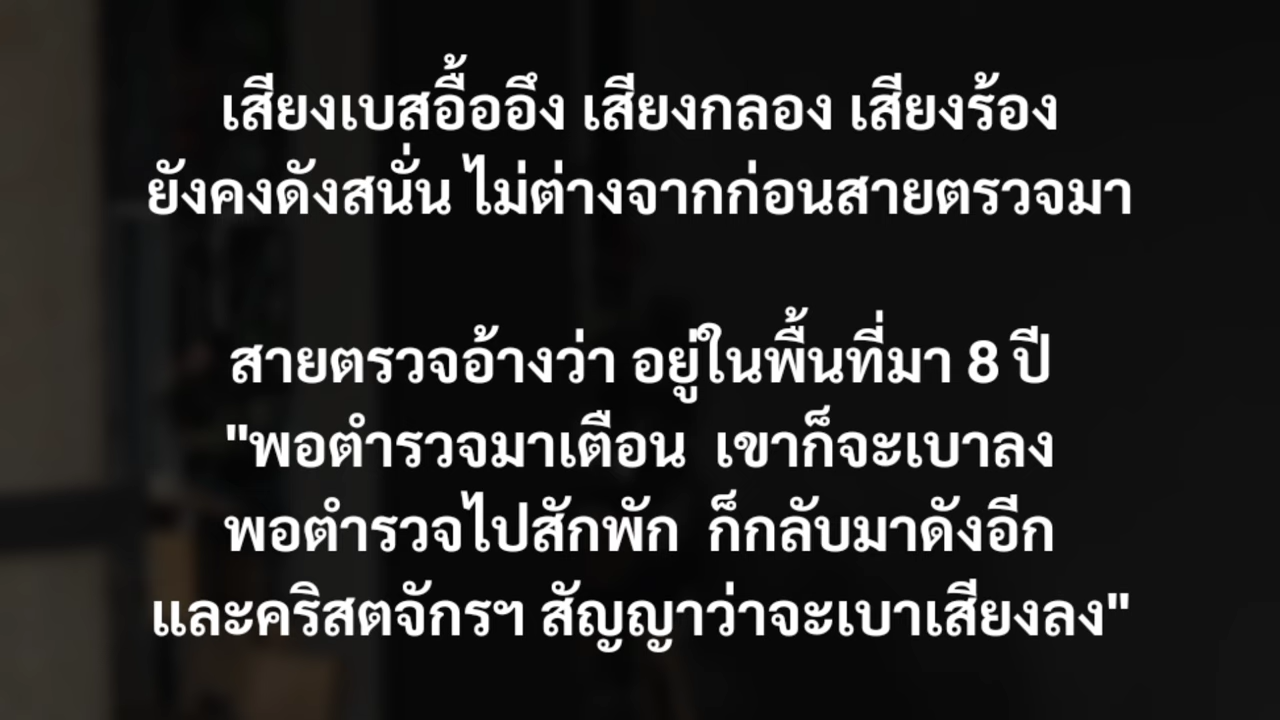 เสียงเบสอื้ออึง เสียงกลอง เสียงร้อง
ยังคงดังสนั่น ไม่ต่างจากก่อนสายตรวจมา
สายตรวจอ้างว่า อยู่ในพื้นที่มา 8 ปี
"พอตำรวจมาเตือน เขาก็จะเบาลง
พอตำรวจไปสักพัก ก็กลับมาดังอีก
และคริสตจักรฯ สัญญาว่าจะเบาเสียงลง"